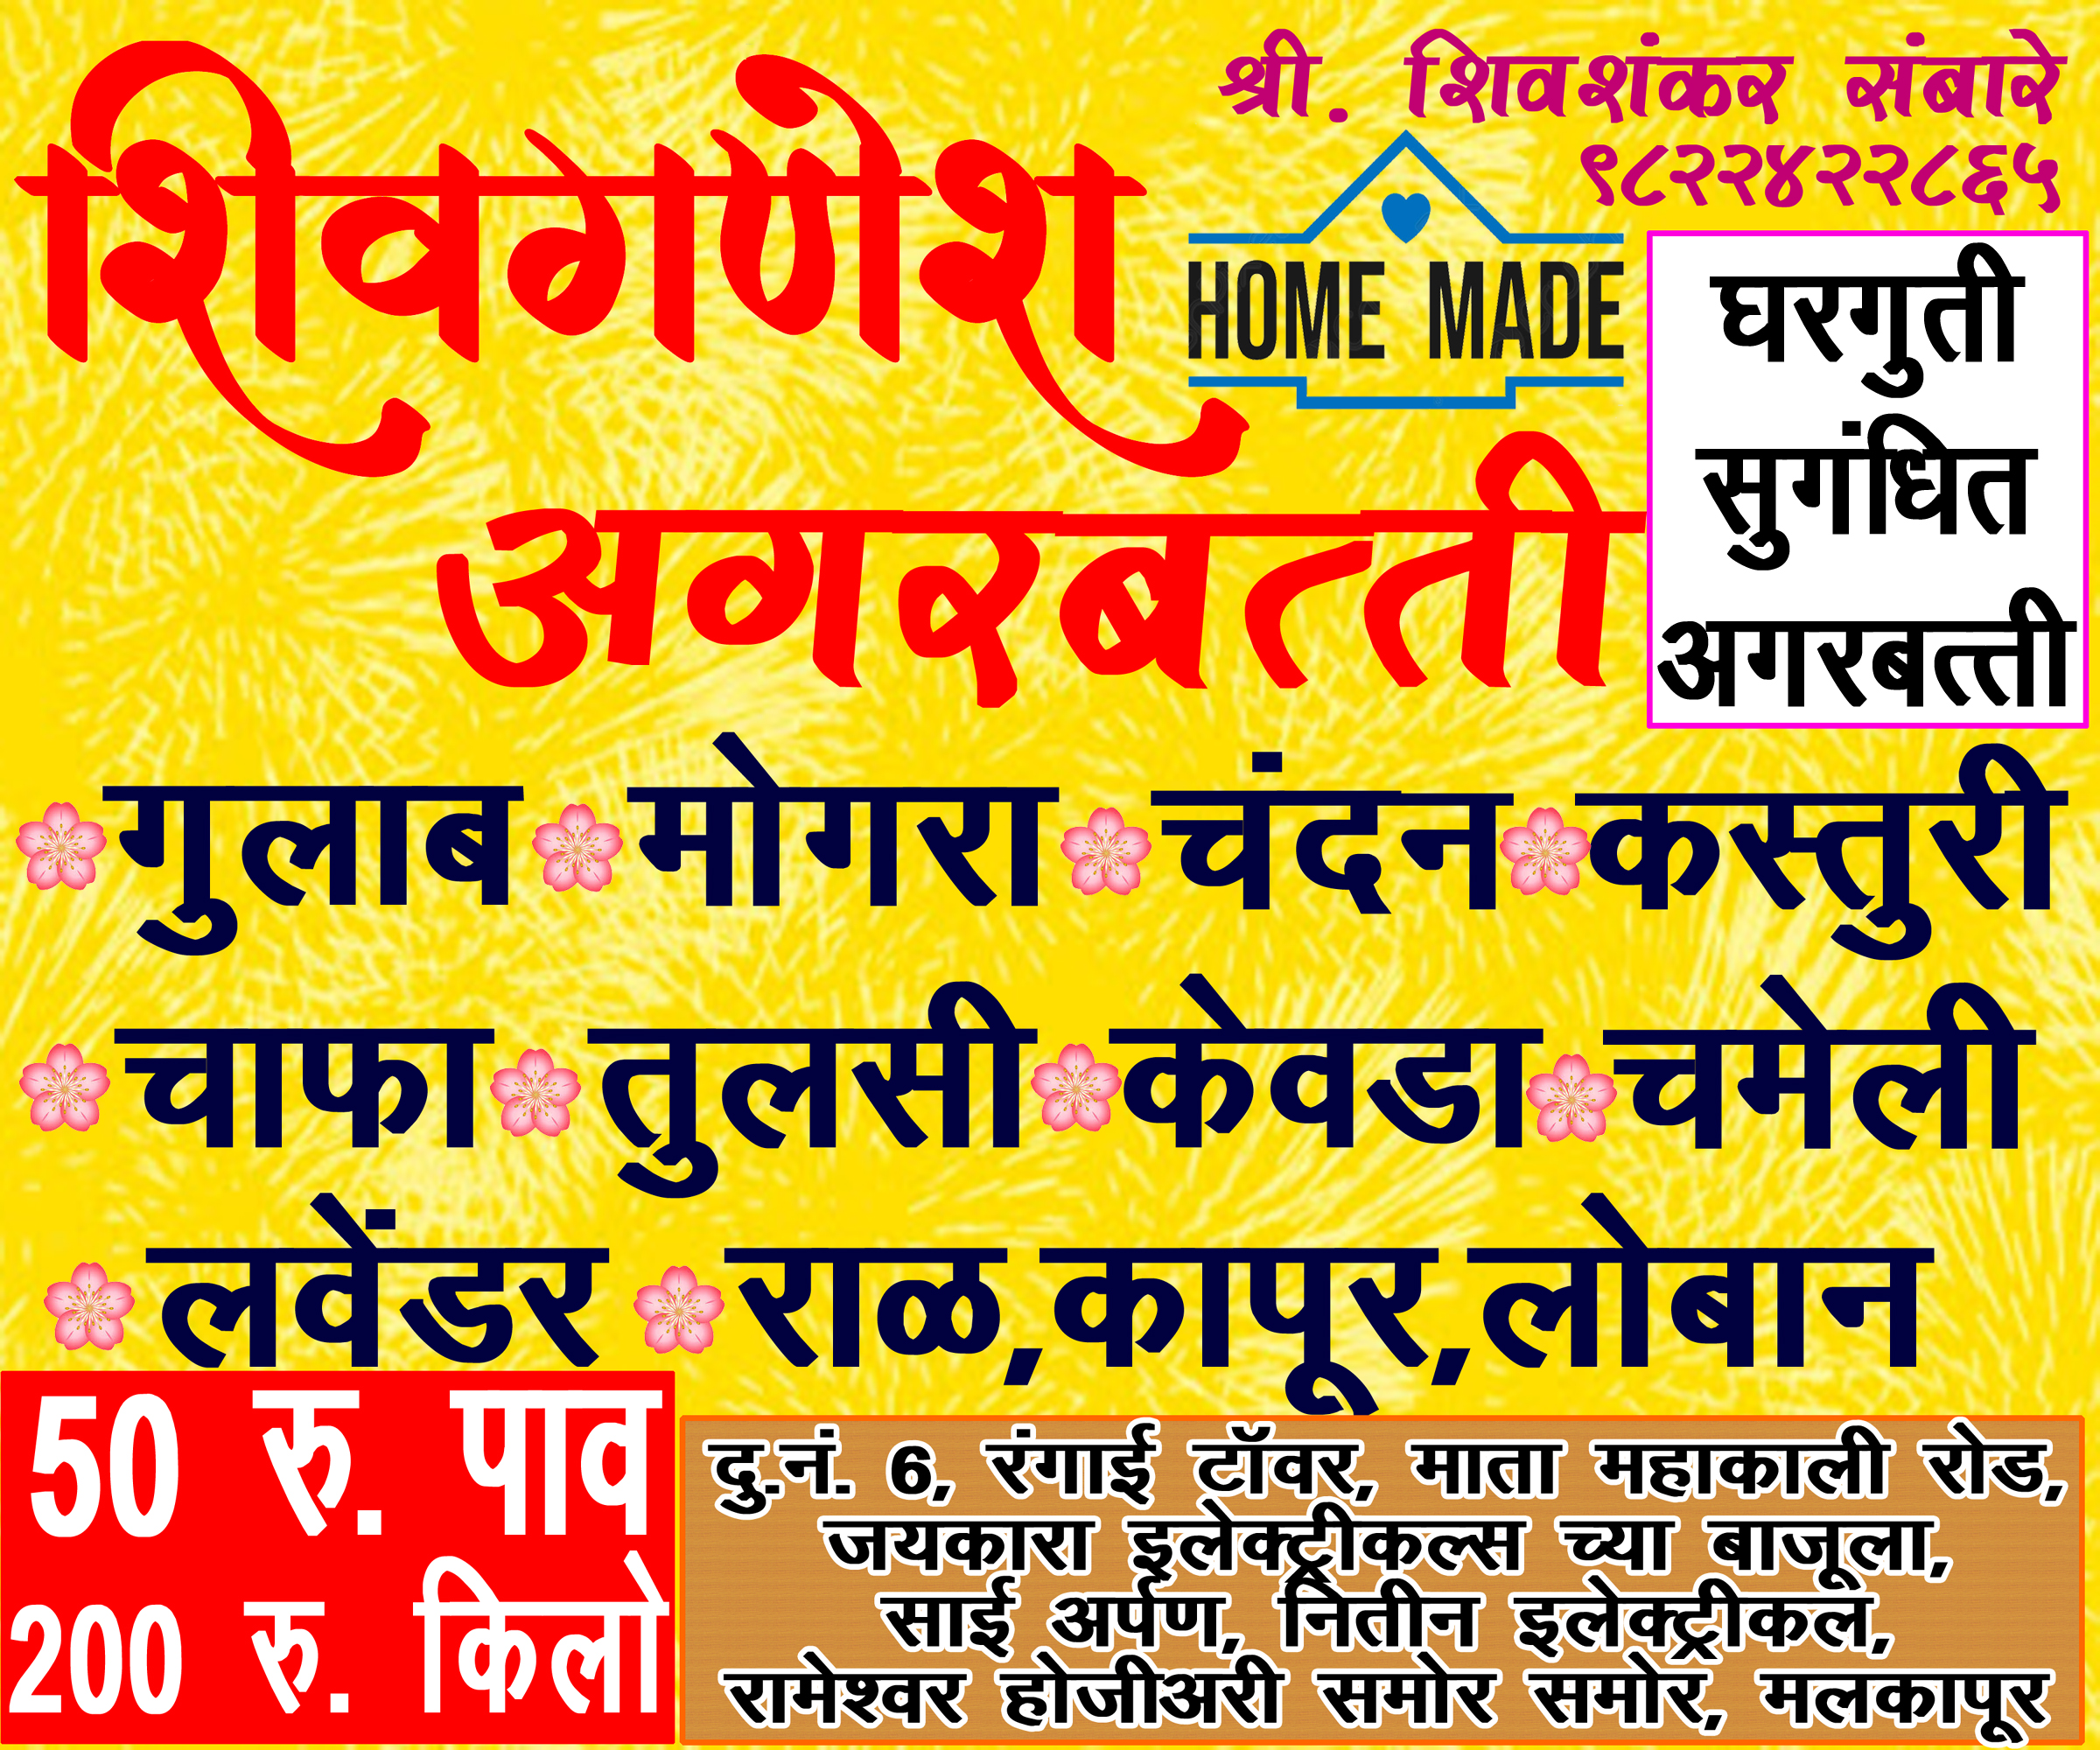 श्री. शिवशंकर संबारे
९८२२४२२८६५
शिवगणेश
HOME MADE
अगरबत्ती
घरगुती
सुगंधित
अगरबत्ती
गुलाब मोगरा चंदन कस्तुरी
चाफा तुलसी केवडा चमेली
लवेंडर राळ,कापूर,लोबान
50 रु. पाव
200 रु. किलो
दु.नं. 6, रंगाई टॉवर, माता महाकाली रोड,
जयकारा इलेक्ट्रीकल्स च्या बाजूला,
साई अर्पण, नितीन इलेक्ट्रीकल,
रामेश्वर होजीअरी समोर समोर, मलकापूर